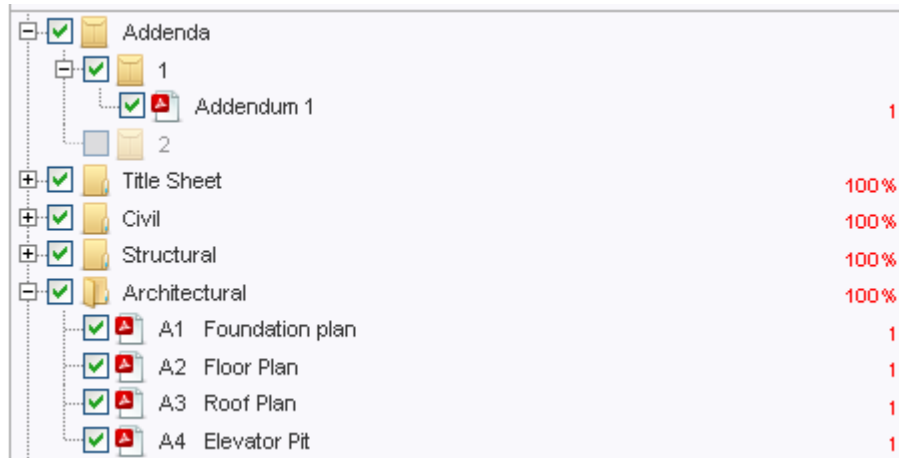 Addenda
1
Addendum 1 1
2
Title Sheet 100%
Civil 100%
Structural 100%
Architectural 100%
A1 Foundation plan 1
A2 Floor Plan 1
A3 Roof Plan 1
A4 Elevator Pit 1